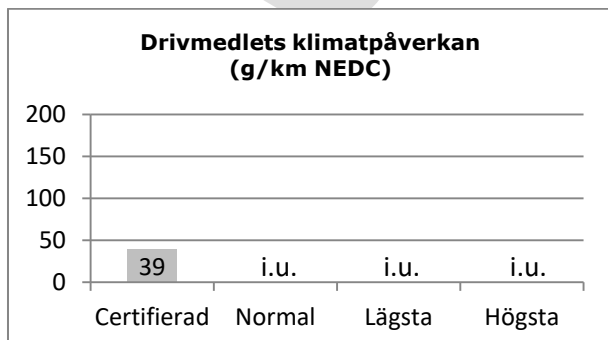 Drivmedlets klimatpåverkan
(g/km NEDC)
200
150
100
50
0
39 i.u. i.u. i.u.
Certifierad Normal Lägsta Högsta